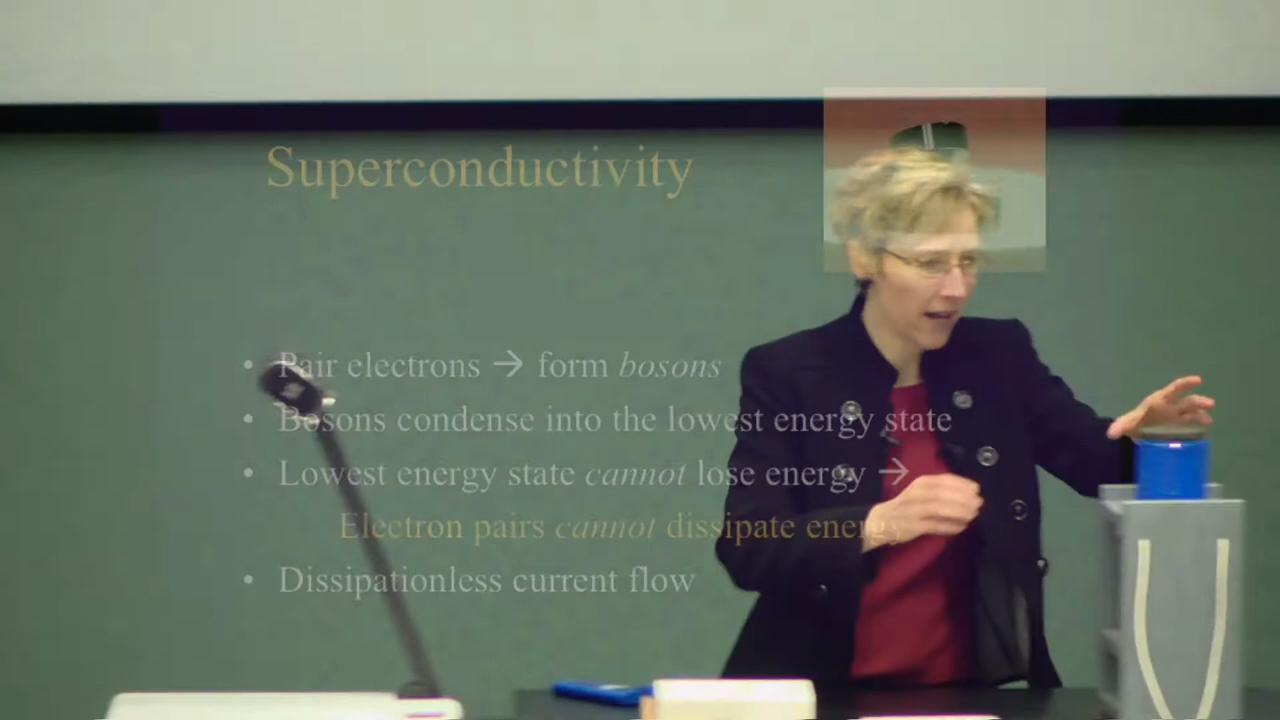 Superconductivity
• Pair electrons → form bosons
• Bosons condense into the lowest energy state
• Lowest energy state cannot lose energy →
Electron pairs cannot dissipate energy
• Dissipationless current flow